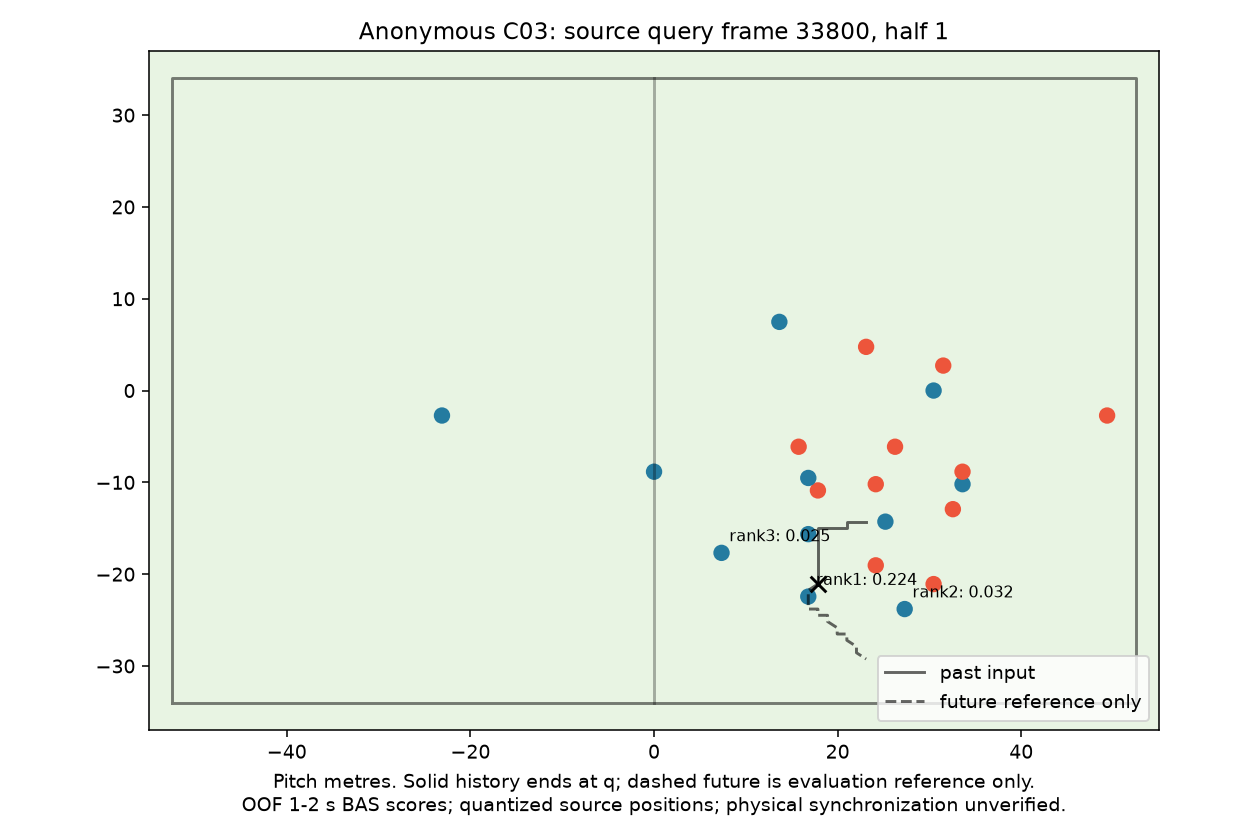 Anonymous C03: source query frame 33800, half 1
30
20
10
0
−10
−20
−30
rank3: 0.025
rank1: 0.224
rank2: 0.032
past input
future reference only
−40 −20 0 20 40
Pitch metres. Solid history ends at q; dashed future is evaluation reference only.
OOF 1-2 s BAS scores; quantized source positions; physical synchronization unverified.